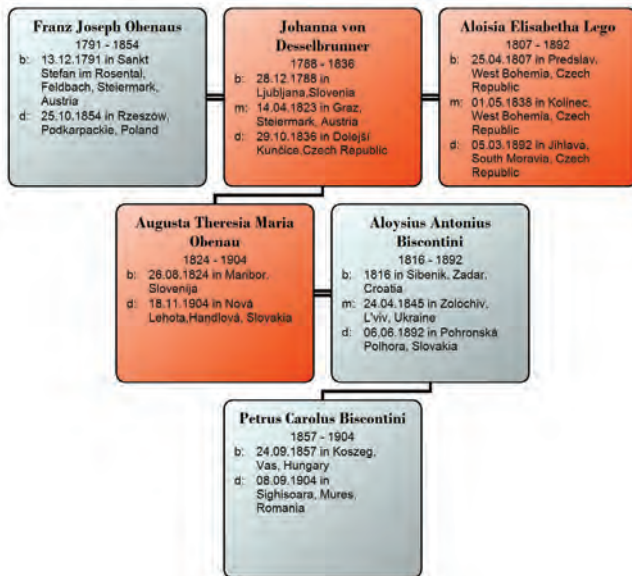 Franz Joseph Obenaus
1791 - 1854
b: 13.12.1791 in Sankt
Stefan im Rosental,
Feldbach, Steiermark,
Austria
d: 25.10.1854 in Rzeszow,
Podkarpackie, Poland
Johanna von
Desselbrunner
1788 - 1836
b: 28.12.1788 in
Ljubljana,Slovenia
m: 14.04.1823 in Graz,
Steiermark, Austria
d: 29.10.1836 in Dolejší
Kunčice,Czech Republic
Aloisia Elisabetha Lego
1807 - 1892
b: 25.04.1807 in Predslav,
West Bohemia, Czech
Republic
m: 01.05.1838 in Kolinec,
West Bohemia, Czech
Republic
d: 05.03.1892 in Jihlava,
South Moravia, Czech
Republic
Augusta Theresia Maria
Obenau
1824 - 1904
b: 26.08.1824 in Maribor,
Slovenija
d: 18.11.1904 in Nová
Lehota,Handlová, Slovakia
Aloysius Antonius
Biscontini
1816 - 1892
b: 1816 in Sibenik, Zadar,
Croatia
m: 24.04.1845 in Zolochiv,
L'viv, Ukraine
d: 06.06.1892 in Pohronská
Polhora, Slovakia
Petrus Carolus Biscontini
1857 - 1904
b: 24.09.1857 in Koszeg,
Vas, Hungary
d: 08.09.1904 in
Sighisoara, Mures,
Romania